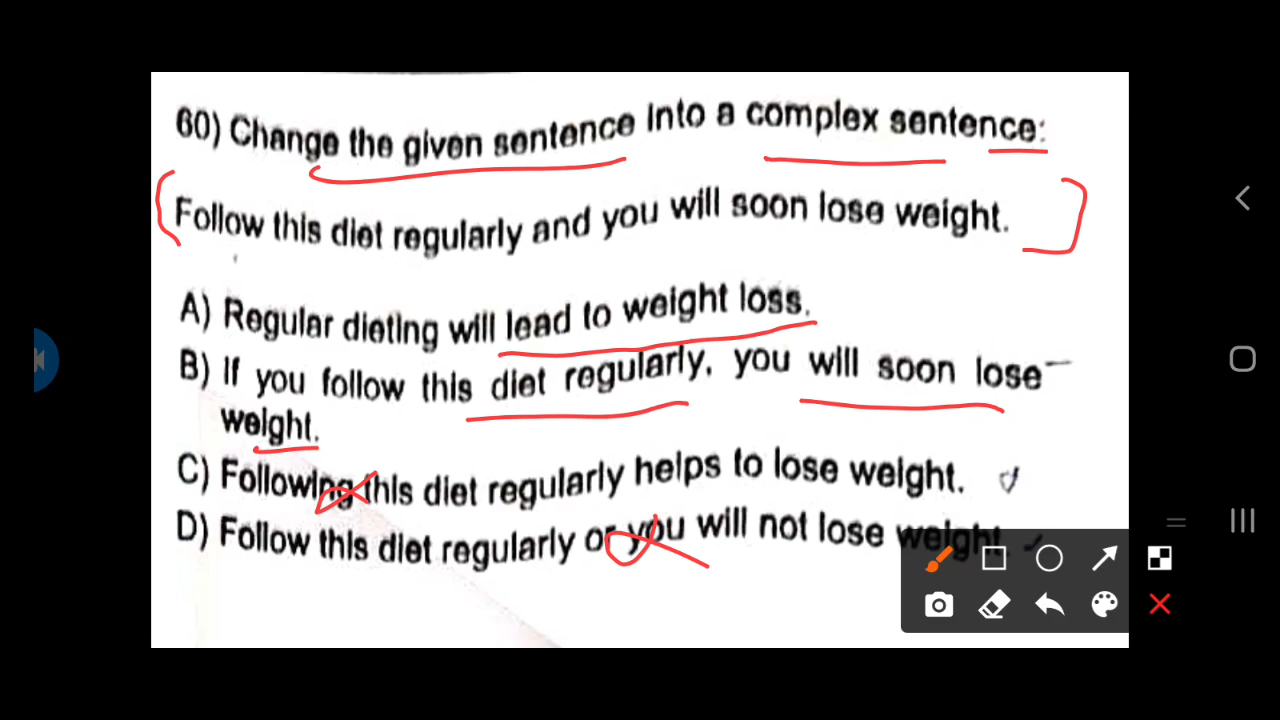 60) Change the given sentence into a complex sentence:
Follow this diet regularly and you will soon lose weight.
A) Regular dieting will lead to weight loss.
B) If you follow this diet regularly, you will soon lose
weight.
C) Following this diet regularly helps to lose weight.
D) Follow this diet regularly or you will not lose weight.